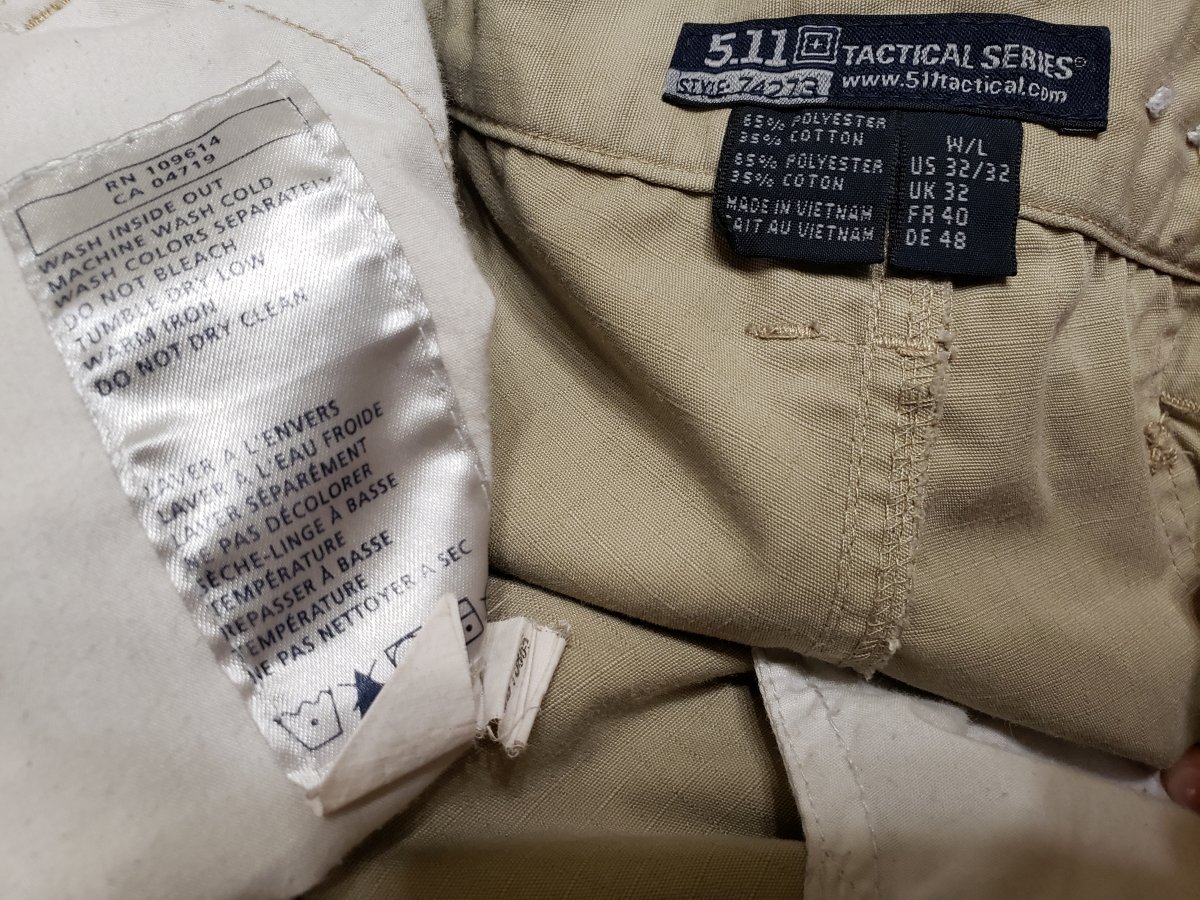 RN 109614
CA 04719
WASH INSIDE OUT
MACHINE WASH COLD
WASH COLORS SEPARATELY
DO NOT BLEACH
TUMBLE DRY LOW
WARM IRON
DO NOT DRY CLEAN
LAVER A L'ENVERS
LAVER À L'EAU FROIDE
LAVER SÉPARÉMENT
NE PAS DÉCOLORER
SÈCHE-LINGE À BASSE
TEMPÉRATURE
REPASSER À BASSE
TEMPÉRATURE
NE PAS NETTOYER A SEC
5.11 TACTICAL SERIES®
STYLE 74273
www.511tactical.com
65% POLYESTER
35% COTTON
65% POLYESTER
35% COTON
MADE IN VIETNAM
FAIT AU VIETNAM
W/L
US 32/32
UK 32
FR 40
DE 48